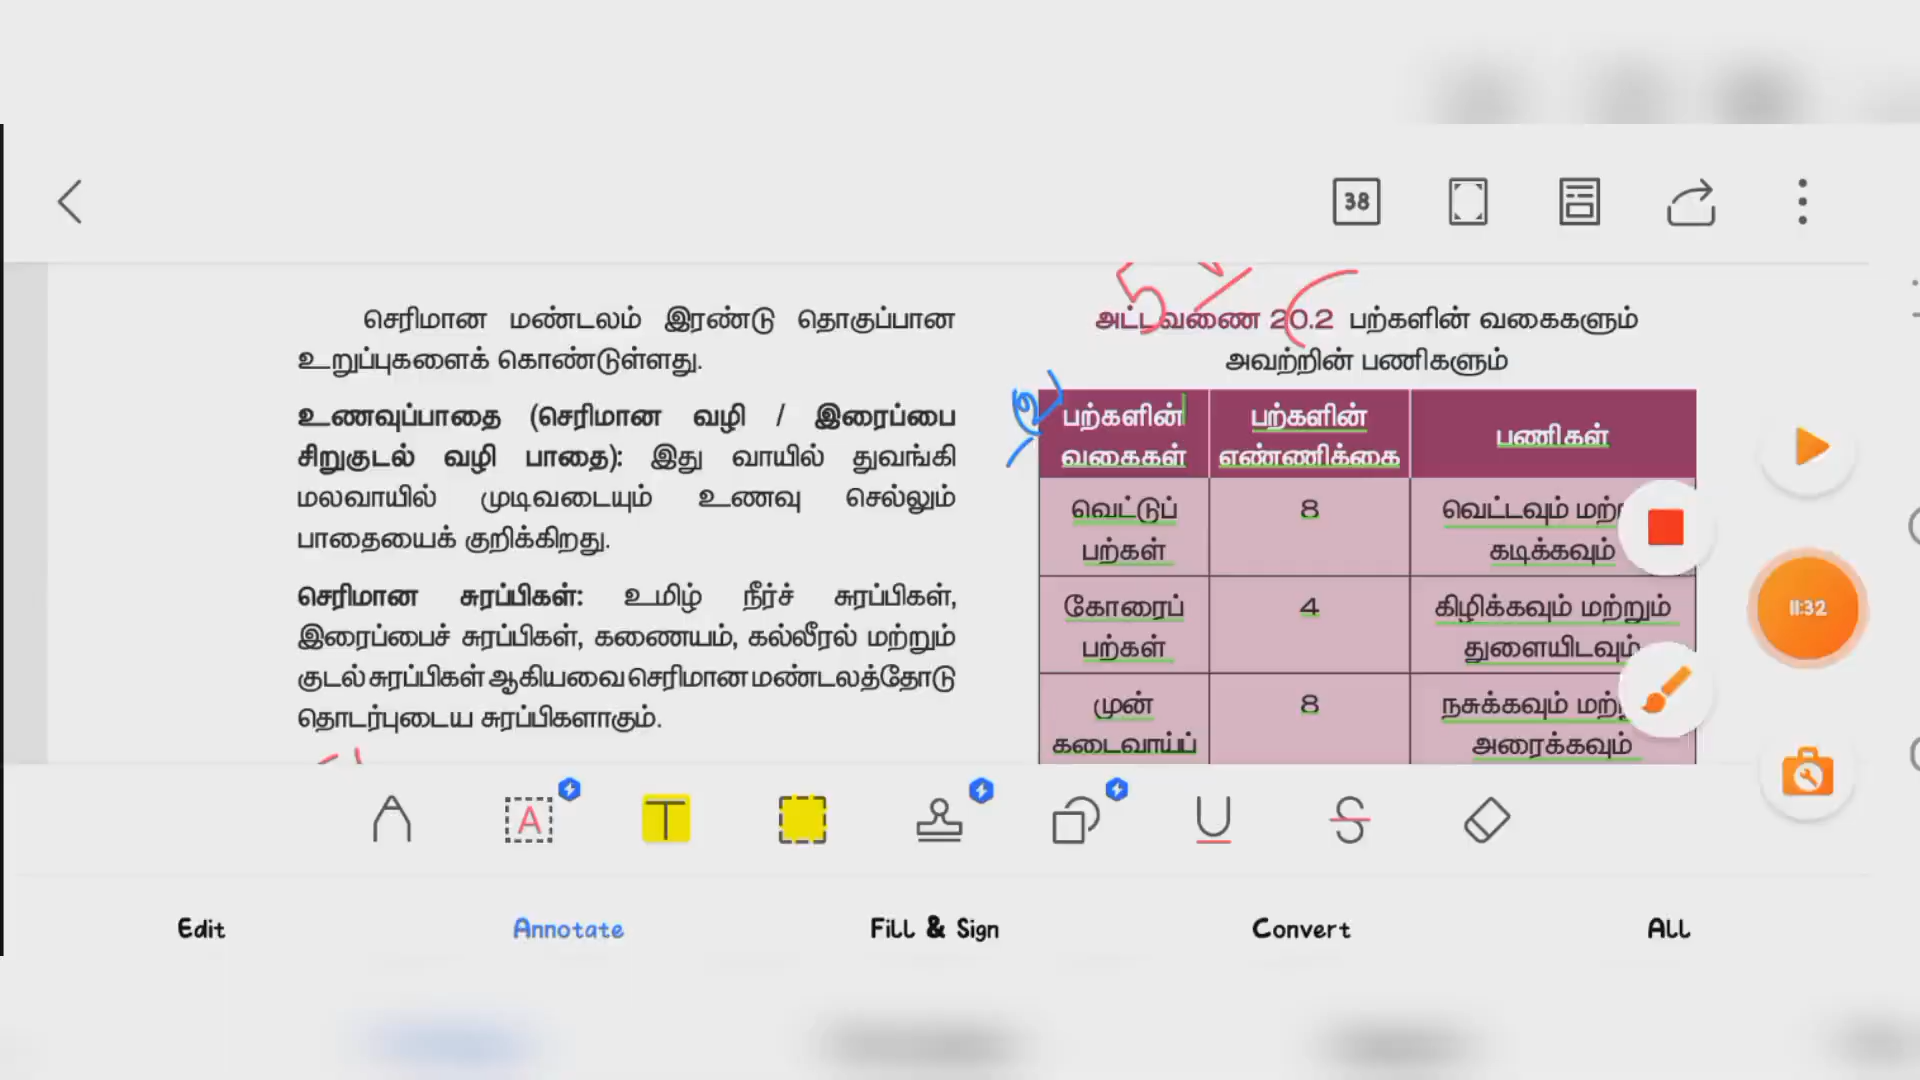 38
செரிமான மண்டலம் இரண்டு தொகுப்பான
உறுப்புகளைக் கொண்டுள்ளது.
உணவுப்பாதை (செரிமான வழி / இரைப்பை
சிறுகுடல் வழி பாதை): இது வாயில் துவங்கி
மலவாயில் முடிவடையும் உணவு செல்லும்
பாதையைக் குறிக்கிறது.
செரிமான சுரப்பிகள்: உமிழ் நீர்ச் சுரப்பிகள்,
இரைப்பைச் சுரப்பிகள், கணையம், கல்லீரல் மற்றும்
குடல் சுரப்பிகள் ஆகியவை செரிமான மண்டலத்தோடு
தொடர்புடைய சுரப்பிகளாகும்.
5
அட்டவணை 20.2 பற்களின் வகைகளும்
அவற்றின் பணிகளும்
பற்களின் வகைகள்
பற்களின் எண்ணிக்கை
பணிகள்
வெட்டுப் பற்கள்
8
வெட்டவும்
கடிக்கவும்
கோரைப் பற்கள்
4
கிழிக்கவும் மற்றும்
துளையிடவும்
முன் கடைவாய்ப்
8
நசுக்கவும்
அரைக்கவும்
11:32
A
T
U
S
Edit
Annotate
Fill & Sign
Convert
All